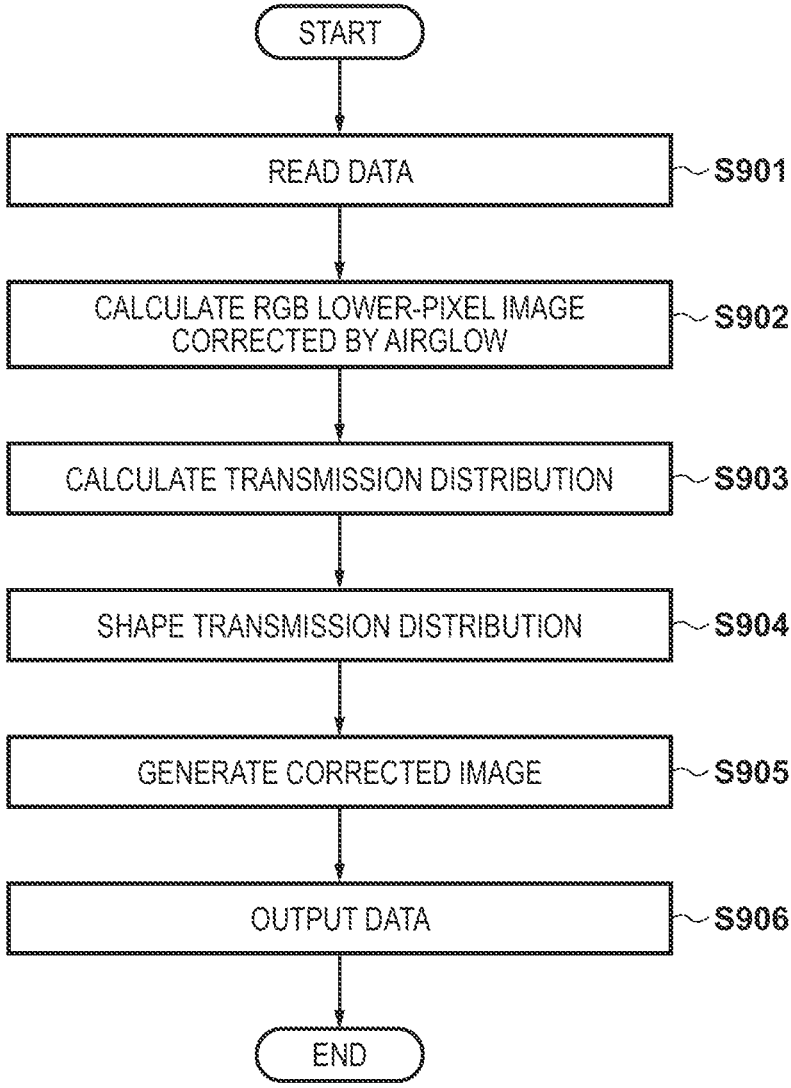 START
READ DATA
S901
CALCULATE RGB LOWER-PIXEL IMAGE
CORRECTED BY AIRGLOW
S902
CALCULATE TRANSMISSION DISTRIBUTION
S903
SHAPE TRANSMISSION DISTRIBUTION
S904
GENERATE CORRECTED IMAGE
S905
OUTPUT DATA
S906
END